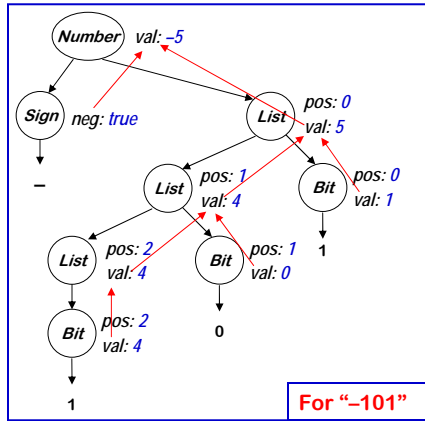 Number val: –5
Sign neg: true
List pos: 0
val: 5
–
List pos: 1
val: 4
Bit pos: 0
val: 1
1
List pos: 2
val: 4
Bit pos: 1
val: 0
0
Bit pos: 2
val: 4
1
For “–101”